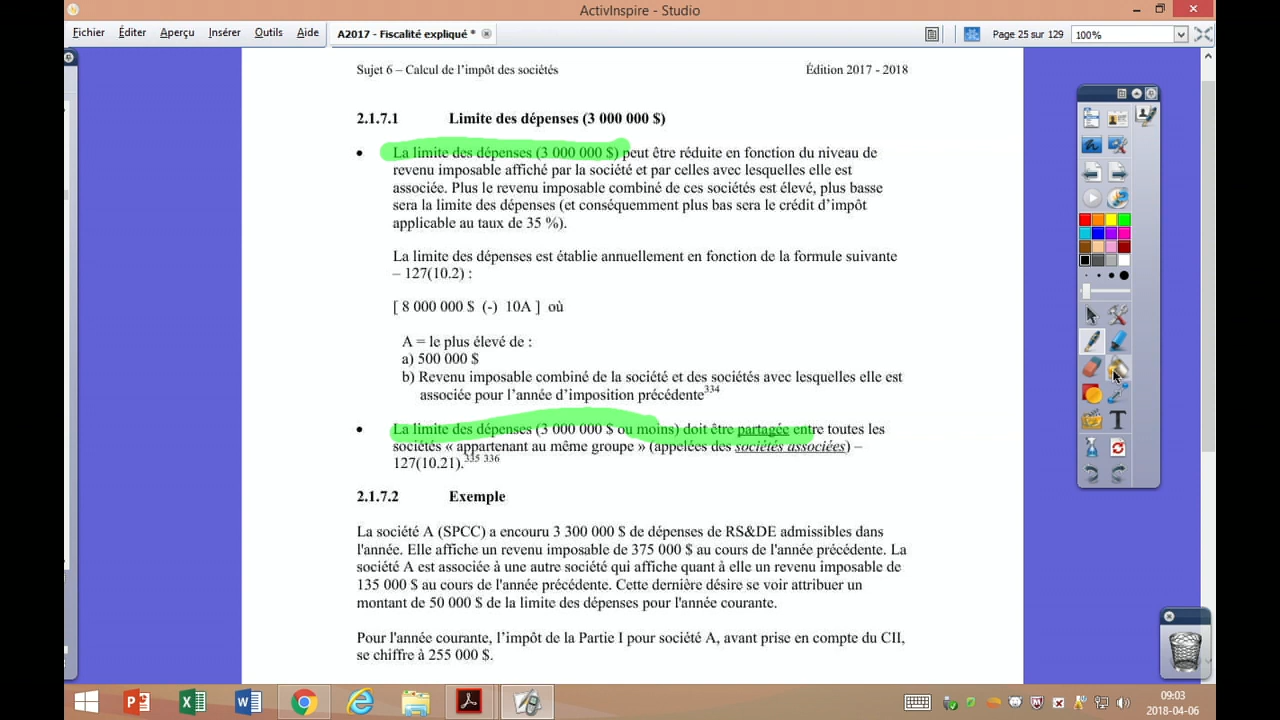 ActivInspire - Studio
Fichier Éditer Aperçu Insérer Outils Aide A2017 - Fiscalité expliqué * Page 25 sur 129 100%
Sujet 6 – Calcul de l’impôt des sociétés Édition 2017 - 2018
2.1.7.1 Limite des dépenses (3 000 000 $)
• La limite des dépenses (3 000 000 $) peut être réduite en fonction du niveau de
revenu imposable affiché par la société et par celles avec lesquelles elle est
associée. Plus le revenu imposable combiné de ces sociétés est élevé, plus basse
sera la limite des dépenses (et conséquemment plus bas sera le crédit d’impôt
applicable au taux de 35 %).
La limite des dépenses est établie annuellement en fonction de la formule suivante
– 127(10.2) :
[ 8 000 000 $ (-) 10A ] où
A = le plus élevé de :
a) 500 000 $
b) Revenu imposable combiné de la société et des sociétés avec lesquelles elle est
associée pour l’année d’imposition précédente334
• La limite des dépenses (3 000 000 $ ou moins) doit être partagée entre toutes les
sociétés « appartenant au même groupe » (appelées des sociétés associées) –
127(10.21).335 336
2.1.7.2 Exemple
La société A (SPCC) a encouru 3 300 000 $ de dépenses de RS&DE admissibles dans
l'année. Elle affiche un revenu imposable de 375 000 $ au cours de l'année précédente. La
société A est associée à une autre société qui affiche quant à elle un revenu imposable de
135 000 $ au cours de l'année précédente. Cette dernière désire se voir attribuer un
montant de 50 000 $ de la limite des dépenses pour l'année courante.
Pour l'année courante, l’impôt de la Partie I pour société A, avant prise en compte du CII,
se chiffre à 255 000 $.
09:03
2018-04-06